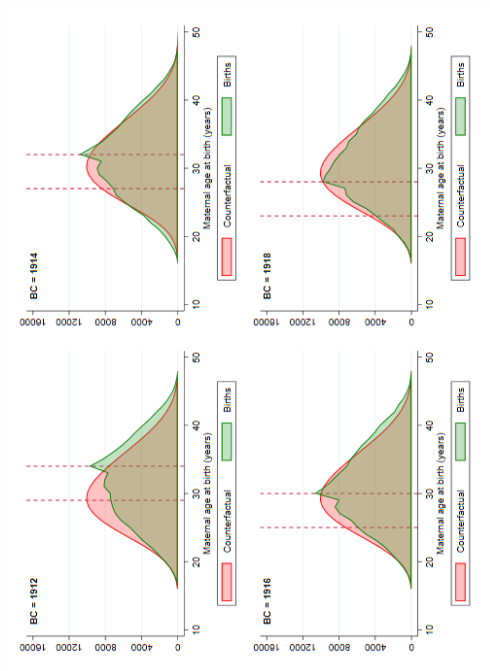 BC = 1912
16000
12000
8000
4000
0
10 20 30 40 50
Maternal age at birth (years)
Counterfactual Births
BC = 1914
16000
12000
8000
4000
0
10 20 30 40 50
Maternal age at birth (years)
Counterfactual Births
BC = 1916
16000
12000
8000
4000
0
10 20 30 40 50
Maternal age at birth (years)
Counterfactual Births
BC = 1918
16000
12000
8000
4000
0
10 20 30 40 50
Maternal age at birth (years)
Counterfactual Births